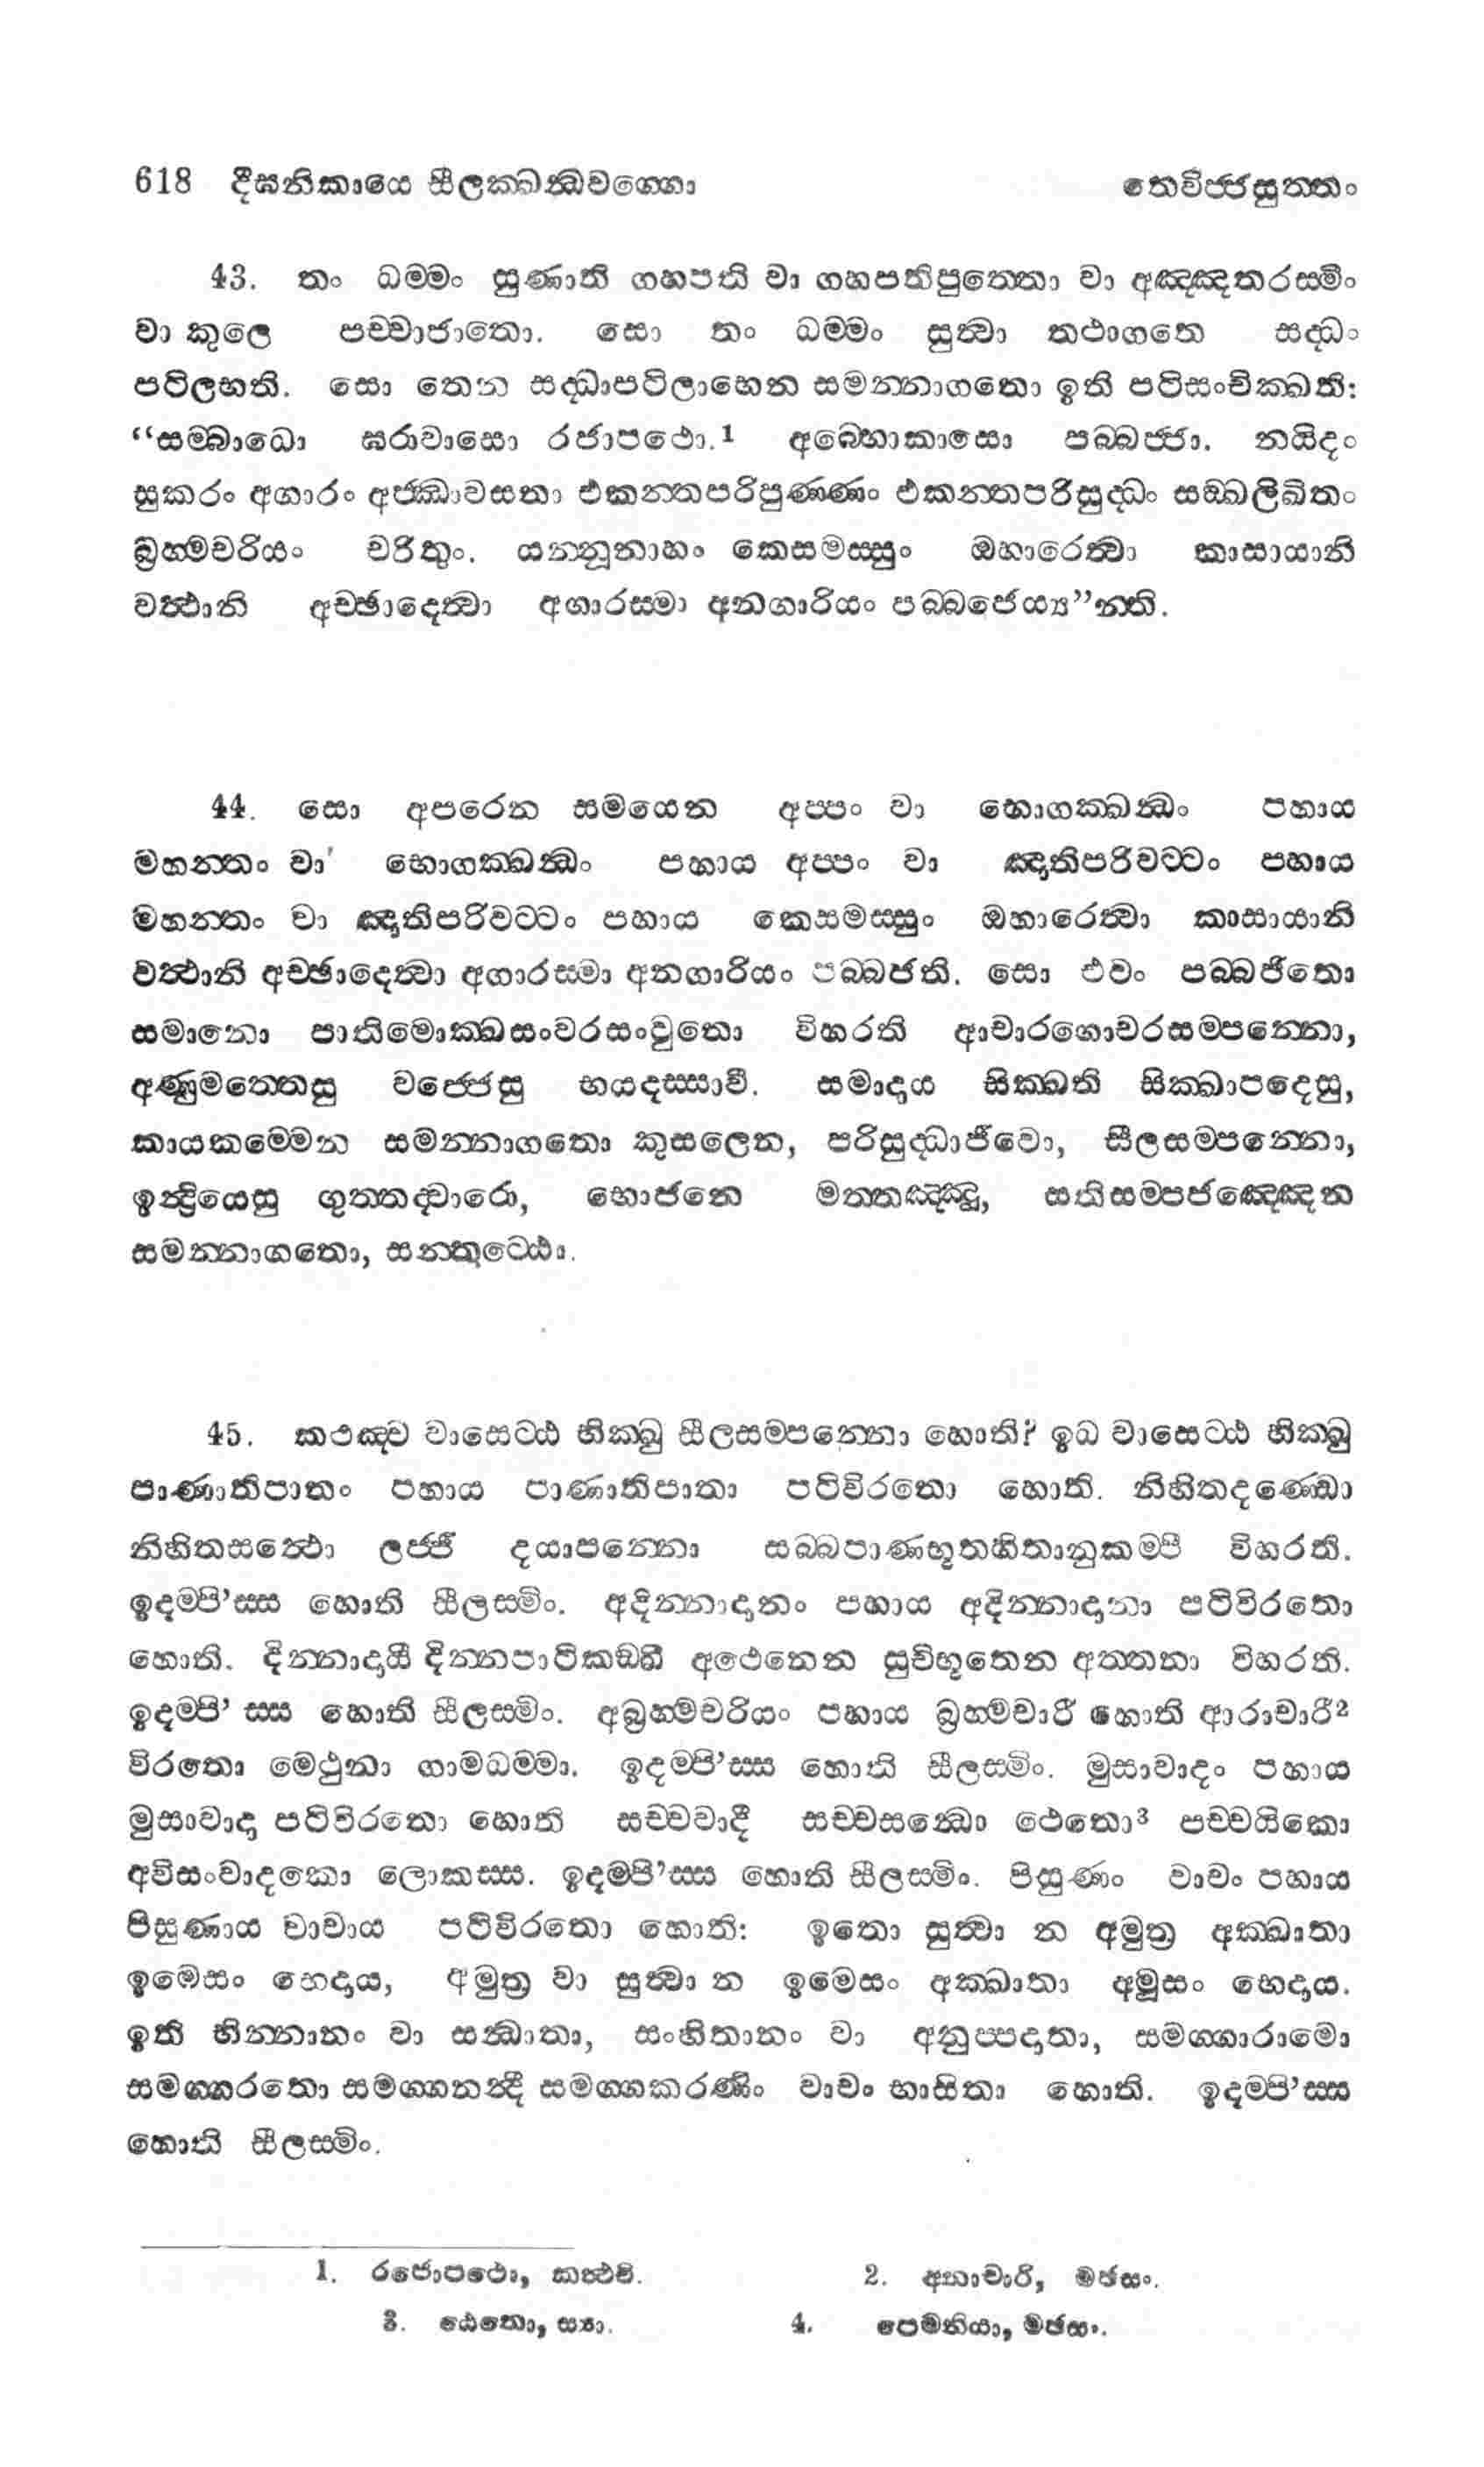 618 දීඝනිකායෙ සීලක්ඛන්ධවග්ගො
තෙවිජ්ජසුත්තං
43. තං ධම්මං සුණාති ගහපති වා ගහපතිපුත්තො වා අඤ්ඤතරස්මිං
වා කුලෙ පච්චාජාතො. සො තං ධම්මං සුත්වා තථාගතෙ සද්ධං
පටිලභති. සො තෙන සද්ධාපටිලාභෙන සමන්නාගතො ඉති පටිසංචික්ඛති:
“සම්බාධො ඝරාවාසො රජාපථො.1 අබ්භොකාසො පබ්බජ්ජා. නයිදං
සුකරං අගාරං අජ්ඣාවසතා එකන්තපරිපුණ්ණං එකන්තපරිසුද්ධං සඞ්ඛලිඛිතං
බ්‍රහ්මචරියං චරිතුං. යන්නූනාහං කෙසමස්සුං ඔහාරෙත්වා කාසායානි
වත්ථානි අච්ඡාදෙත්වා අගාරස්මා අනගාරියං පබ්බජෙය්‍ය”න්ති.
44. සො අපරෙන සමයෙන අප්පං වා භොගක්ඛන්ධං පහාය
මහන්තං වා භොගක්ඛන්ධං පහාය අප්පං වා ඤාතිපරිවට්ටං පහාය
මහන්තං වා ඤාතිපරිවට්ටං පහාය කෙසමස්සුං ඔහාරෙත්වා කාසායානි
වත්ථානි අච්ඡාදෙත්වා අගාරස්මා අනගාරියං පබ්බජති. සො එවං පබ්බජිතො
සමානො පාතිමොක්ඛසංවරසංවුතො විහරති ආචාරගොචරසම්පන්නො,
අණුමත්තෙසු වජ්ජෙසු භයදස්සාවී. සමාදාය සික්ඛති සික්ඛාපදෙසු,
කායකම්මෙන සමන්නාගතො කුසලෙන, පරිසුද්ධාජීවො, සීලසම්පන්නො,
ඉන්ද්‍රියෙසු ගුත්තද්වාරො, භොජනෙ මත්තඤ්ඤූ, සතිසම්පජඤ්ඤෙන
සමන්නාගතො, සන්තුට්ඨො.
45. කථඤ්ච වාසෙට්ඨ භික්ඛු සීලසම්පන්නො හොති? ඉධ වාසෙට්ඨ භික්ඛු
පාණාතිපාතං පහාය පාණාතිපාතා පටිවිරතො හොති. නිහිතදණ්ඩො
නිහිතසත්ථො ලජ්ජී දයාපන්නො සබ්බපාණභූතහිතානුකම්පී විහරති.
ඉදම්පි’ස්ස හොති සීලස්මිං. අදින්නාදානං පහාය අදින්නාදානා පටිවිරතො
හොති. දින්නාදායී දින්නපාටිකඞ්ඛී අථෙනෙන සුචිභූතෙන අත්තනා විහරති.
ඉදම්පි’ ස්ස හොති සීලස්මිං. අබ්‍රහ්මචරියං පහාය බ්‍රහ්මචාරී හොති ආරාචාරී2
විරතො මෙථුනා ගාමධම්මා. ඉදම්පි’ස්ස හොති සීලස්මිං. මුසාවාදං පහාය
මුසාවාදා පටිවිරතො හොති සච්චවාදී සච්චසන්ධො ථෙතො3 පච්චයිකො
අවිසංවාදකො ලොකස්ස. ඉදම්පි’ස්ස හොති සීලස්මිං. පිසුණං වාචං පහාය
පිසුණාය වාචාය පටිවිරතො හොති: ඉතො සුත්වා න අමුත්‍ර අක්ඛාතා
ඉමෙසං භෙදාය, අමුත්‍ර වා සුත්වා න ඉමෙසං අක්ඛාතා අමූසං භෙදාය.
ඉති භින්නානං වා සන්ධාතා, සංහිතානං වා අනුප්පදාතා, සමග්ගාරාමො
සමග්ගරතො සමග්ගනන්දී සමග්ගකරණිං වාචං භාසිතා හොති. ඉදම්පි’ස්ස
හොති සීලස්මිං.
1. රජොපථො, කත්ථචි.
2. අනාචාරි, මඡසං.
3. ඨෙතො, ස්‍යා.
4. පෙමනියා, මඡසං.